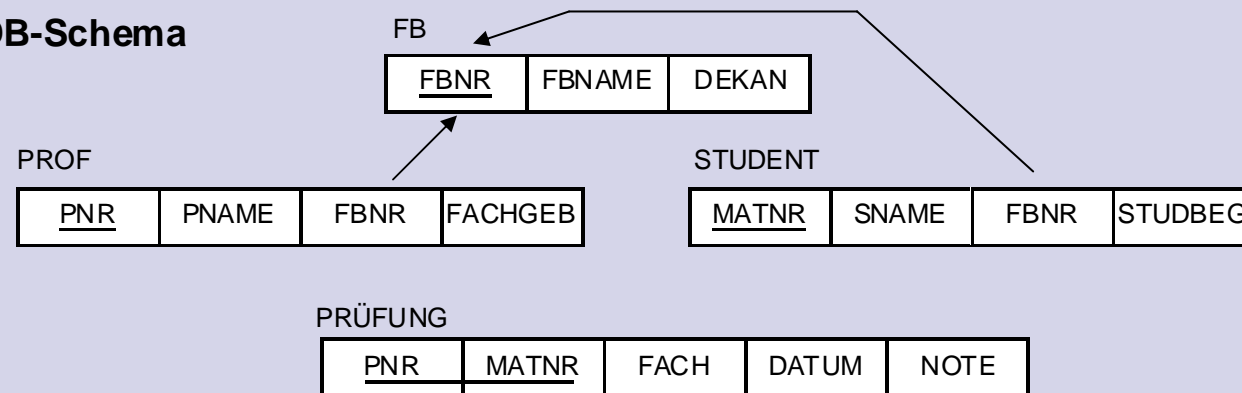 DB-Schema
FB
FBNR FBNAME DEKAN
PROF
PNR PNAME FBNR FACHGEB
STUDENT
MATNR SNAME FBNR STUDBEG
PRÜFUNG
PNR MATNR FACH DATUM NOTE